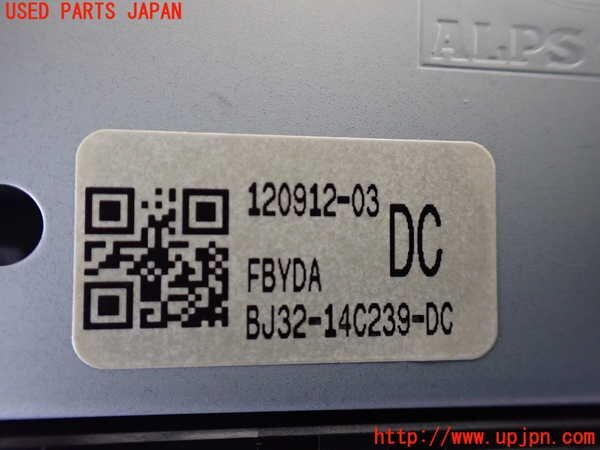 USED PARTS JAPAN
ALPS
120912-03
DC
FBYDA
BJ32-14C239-DC
http://www.upjpn.com/